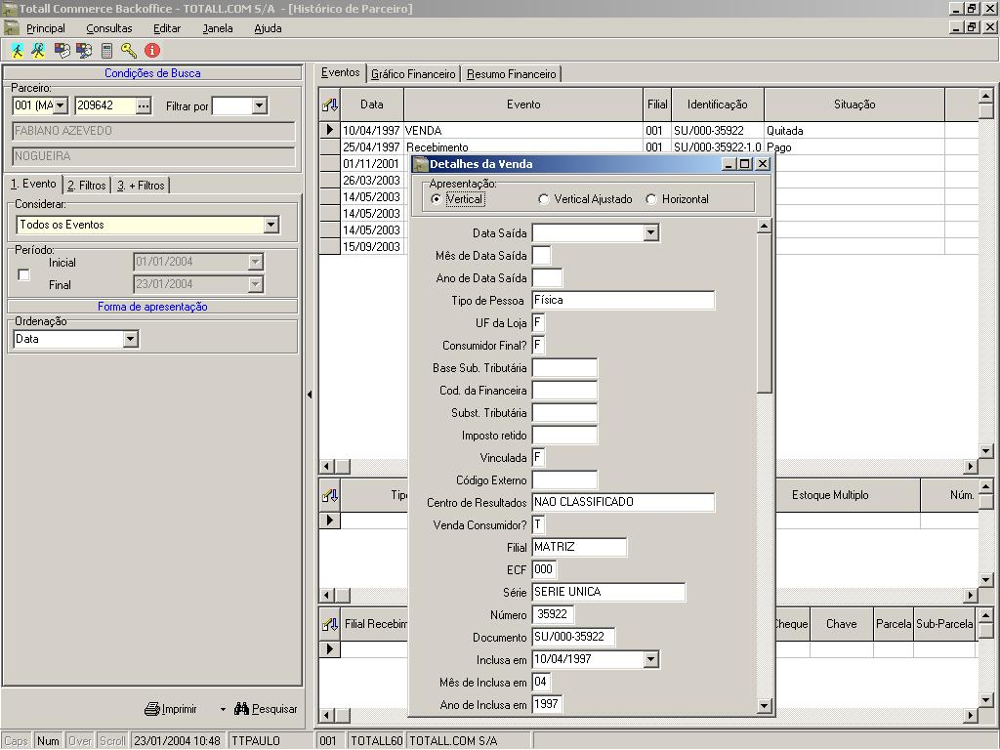 Totall Commerce Backoffice - TOTALL.COM S/A - [Histórico de Parceiro]
Principal Consultas Editar Janela Ajuda
Condições de Busca
Parceiro:
001 (MA 209642 ... Filtrar por
FABIANO AZEVEDO
NOGUEIRA
1. Evento 2. Filtros 3. + Filtros
Considerar:
Todos os Eventos
Período:
Inicial 01/01/2004
Final 23/01/2004
Forma de apresentação
Ordenação
Data
Imprimir Pesquisar
Eventos Gráfico Financeiro Resumo Financeiro
Data Evento Filial Identificação Situação
10/04/1997 VENDA 001 SU/000-35922 Quitada
25/04/1997 Recebimento 001 SU/000-35922-1.0 Pago
01/11/2001
26/03/2003
14/05/2003
14/05/2003
14/05/2003
15/09/2003
Detalhes da Venda
Apresentação:
Vertical Vertical Ajustado Horizontal
Data Saída
Mês de Data Saída
Ano de Data Saída
Tipo de Pessoa Física
UF da Loja F
Consumidor Final? F
Base Sub. Tributária
Cod. da Financeira
Subst. Tributária
Imposto retido
Vinculada F
Código Externo
Centro de Resultados NAO CLASSIFICADO
Venda Consumidor? T
Filial MATRIZ
ECF 000
Série SERIE UNICA
Número 35922
Documento SU/000-35922
Inclusa em 10/04/1997
Mês de Inclusa em 04
Ano de Inclusa em 1997
Tipo Estoque Multiplo Núm.
Filial Recebim Cheque Chave Parcela Sub-Parcela
Caps Num Over Scroll 23/01/2004 10:48 TTPAULO 001 TOTALL60 TOTALL.COM S/A